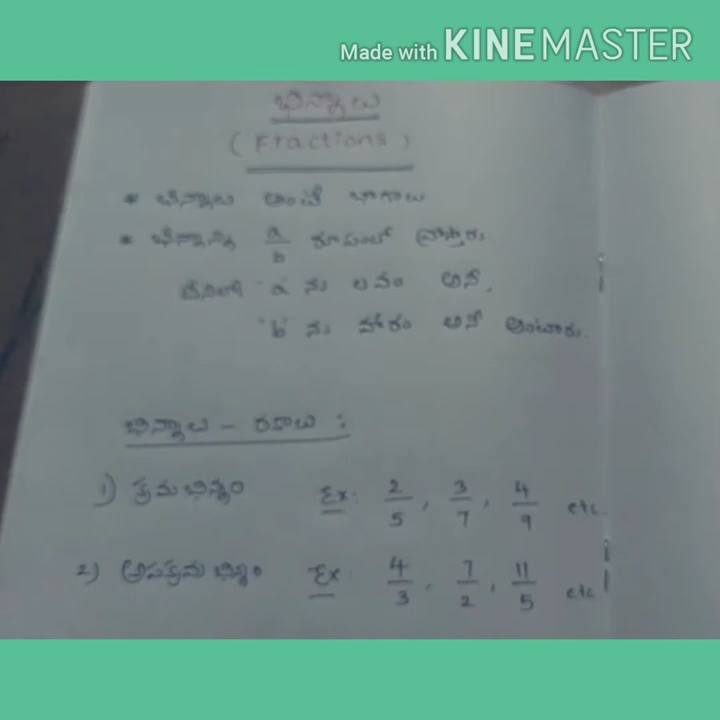 Made with KINEMASTER
భిన్నాలు
(Fractions)
* భిన్నాలు అంటే భాగాలు
* భిన్నాన్ని a/b రూపంలో వ్రాస్తారు
దీనిలో 'a' ను లవం అనీ,
'b' ను హారం అనీ అంటారు.
భిన్నాలు - రకాలు :
1) క్రమభిన్నం Ex: 2/5, 3/7, 4/9 etc.
2) అపక్రమ భిన్నం Ex: 4/3, 7/2, 11/5 etc